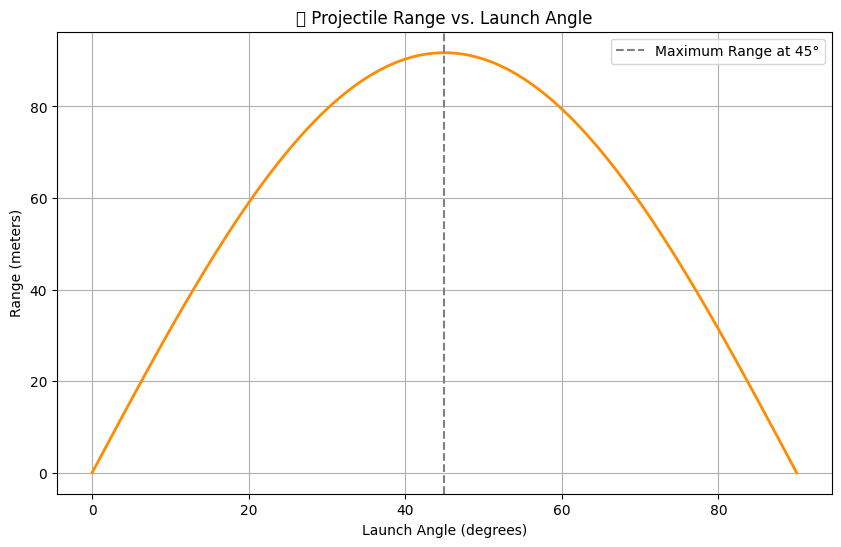 Projectile Range vs. Launch Angle
Maximum Range at 45°
80
60
40
20
0
Range (meters)
0 20 40 60 80
Launch Angle (degrees)